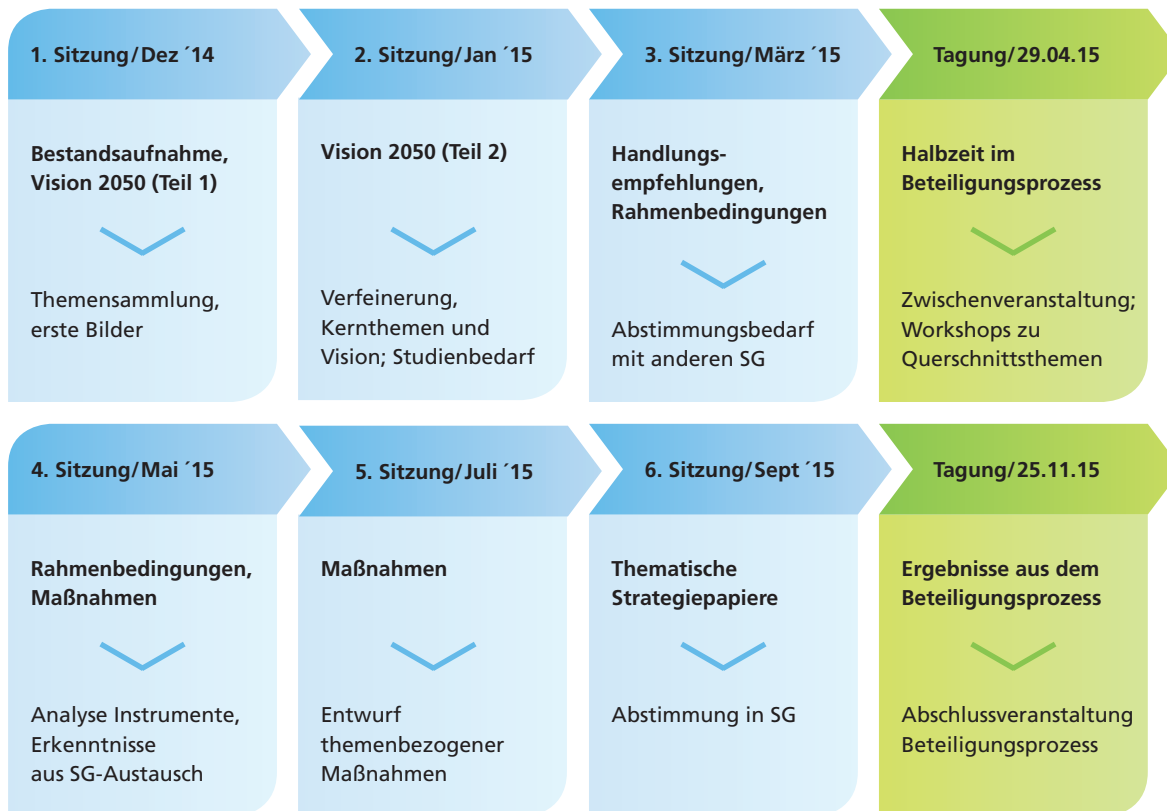 1. Sitzung/Dez ´14
Bestandsaufnahme,
Vision 2050 (Teil 1)
Themensammlung,
erste Bilder
2. Sitzung/Jan ´15
Vision 2050 (Teil 2)
Verfeinerung,
Kernthemen und
Vision; Studienbedarf
3. Sitzung/März ´15
Handlungs-
empfehlungen,
Rahmenbedingungen
Abstimmungsbedarf
mit anderen SG
Tagung/29.04.15
Halbzeit im
Beteiligungsprozess
Zwischenveranstaltung;
Workshops zu
Querschnittsthemen
4. Sitzung/Mai ´15
Rahmenbedingungen,
Maßnahmen
Analyse Instrumente,
Erkenntnisse
aus SG-Austausch
5. Sitzung/Juli ´15
Maßnahmen
Entwurf
themenbezogener
Maßnahmen
6. Sitzung/Sept ´15
Thematische
Strategiepapiere
Abstimmung in SG
Tagung/25.11.15
Ergebnisse aus dem
Beteiligungsprozess
Abschlussveranstaltung
Beteiligungsprozess